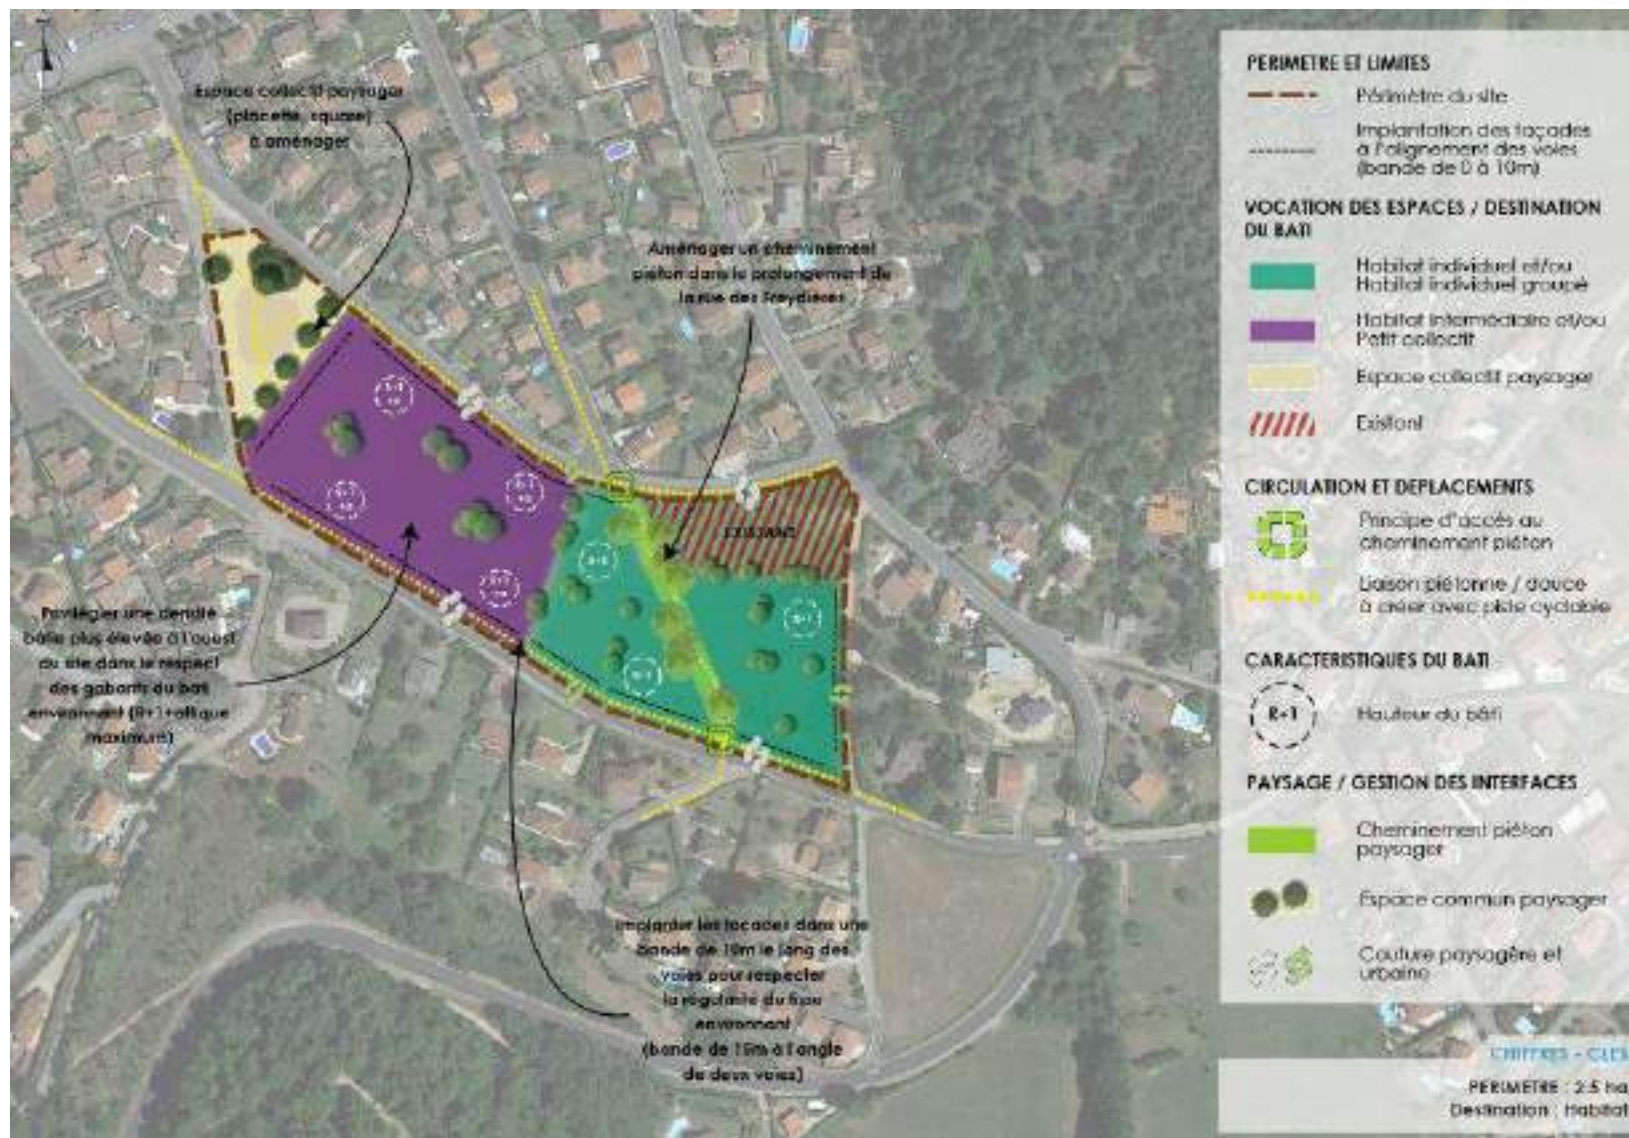 Espace collectif paysager
(placette, square)
à aménager
Aménager un cheminement
piéton dans le prolongement de
la rue des Freydières
EXISTANT
Privilégier une densité
bâtie plus élevée à l'ouest
du site dans le respect
des gabarits du bâti
environnant (R+1+attique
maximum)
Implanter les façades dans une
bande de 10m le long des
voies pour respecter
la régularité du tissu
environnant
(bande de 15m à l'angle
de deux voies)
R+1
R+1
PERIMETRE ET LIMITES
Périmètre du site
Implantation des façades
à l'alignement des voies
(bande de 0 à 10m)
VOCATION DES ESPACES / DESTINATION
DU BATI
Habitat individuel et/ou
Habitat individuel groupé
Habitat intermédiaire et/ou
Petit collectif
Espace collectif paysager
Existant
CIRCULATION ET DEPLACEMENTS
Principe d'accès au
cheminement piéton
Liaison piétonne / douce
à créer avec piste cyclable
CARACTERISTIQUES DU BATI
R+1
Hauteur du bâti
PAYSAGE / GESTION DES INTERFACES
Cheminement piéton
paysager
Espace commun paysager
Couture paysagère et
urbaine
CHIFFRES - CLES
PERIMETRE : 2.5 ha
Destination : Habitat